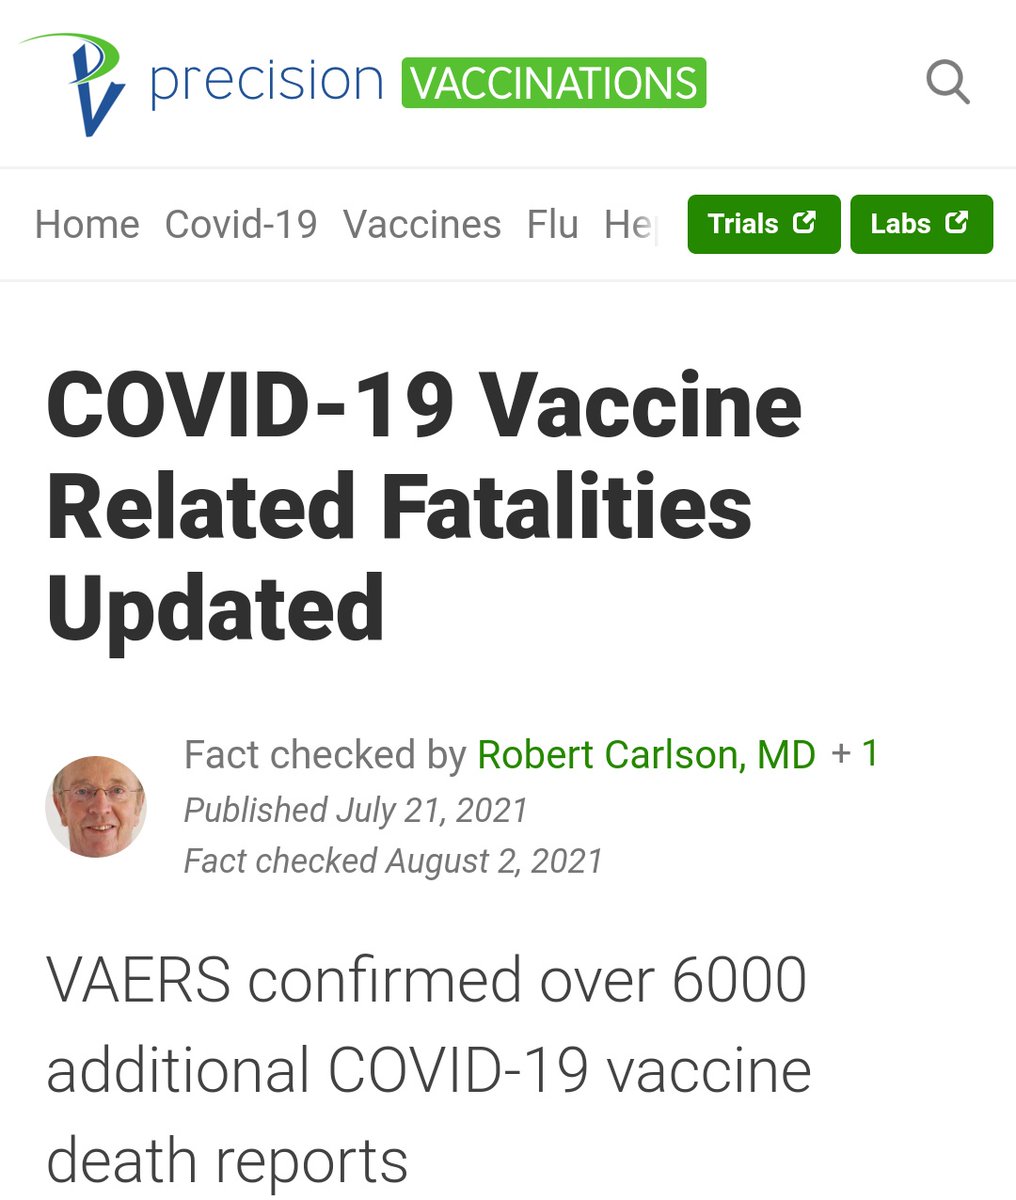 precision VACCINATIONS
Home Covid-19 Vaccines Flu He Trials Labs
COVID-19 Vaccine
Related Fatalities
Updated
Fact checked by Robert Carlson, MD + 1
Published July 21, 2021
Fact checked August 2, 2021
VAERS confirmed over 6000
additional COVID-19 vaccine
death reports